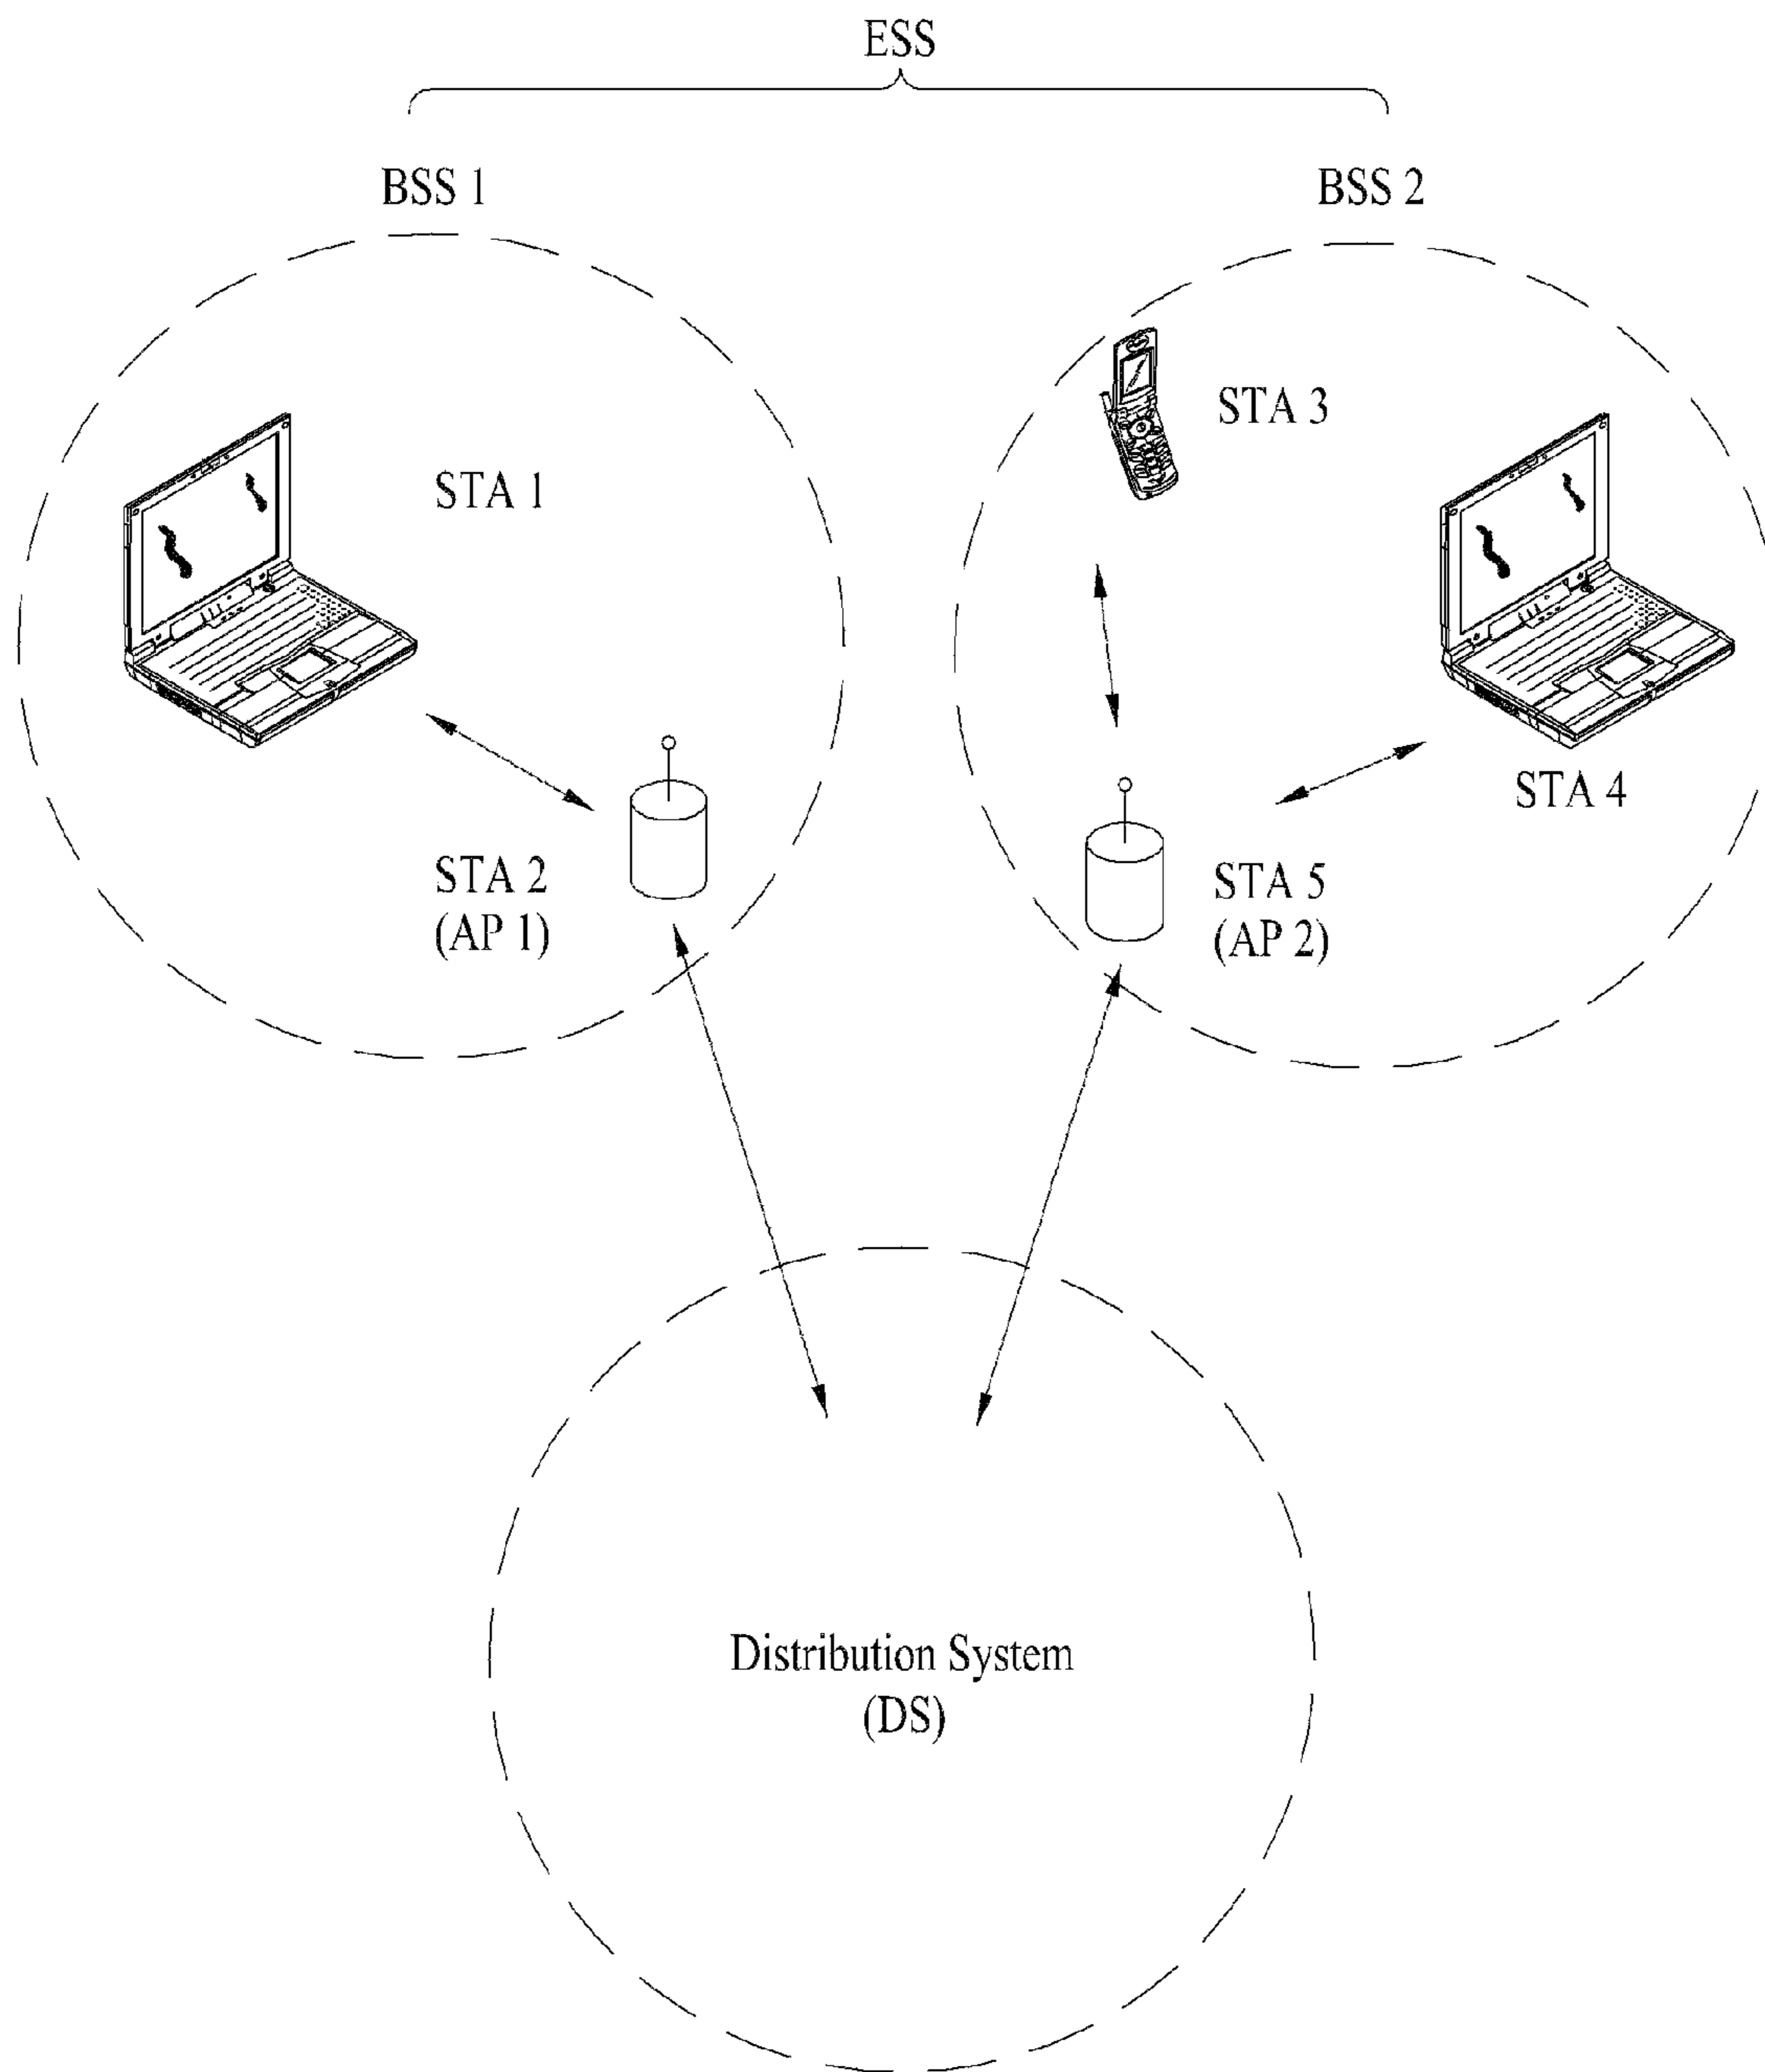 ESS
BSS 1
BSS 2
STA 3
STA 1
STA 4
STA 2
(AP 1)
STA 5
(AP 2)
Distribution System
(DS)